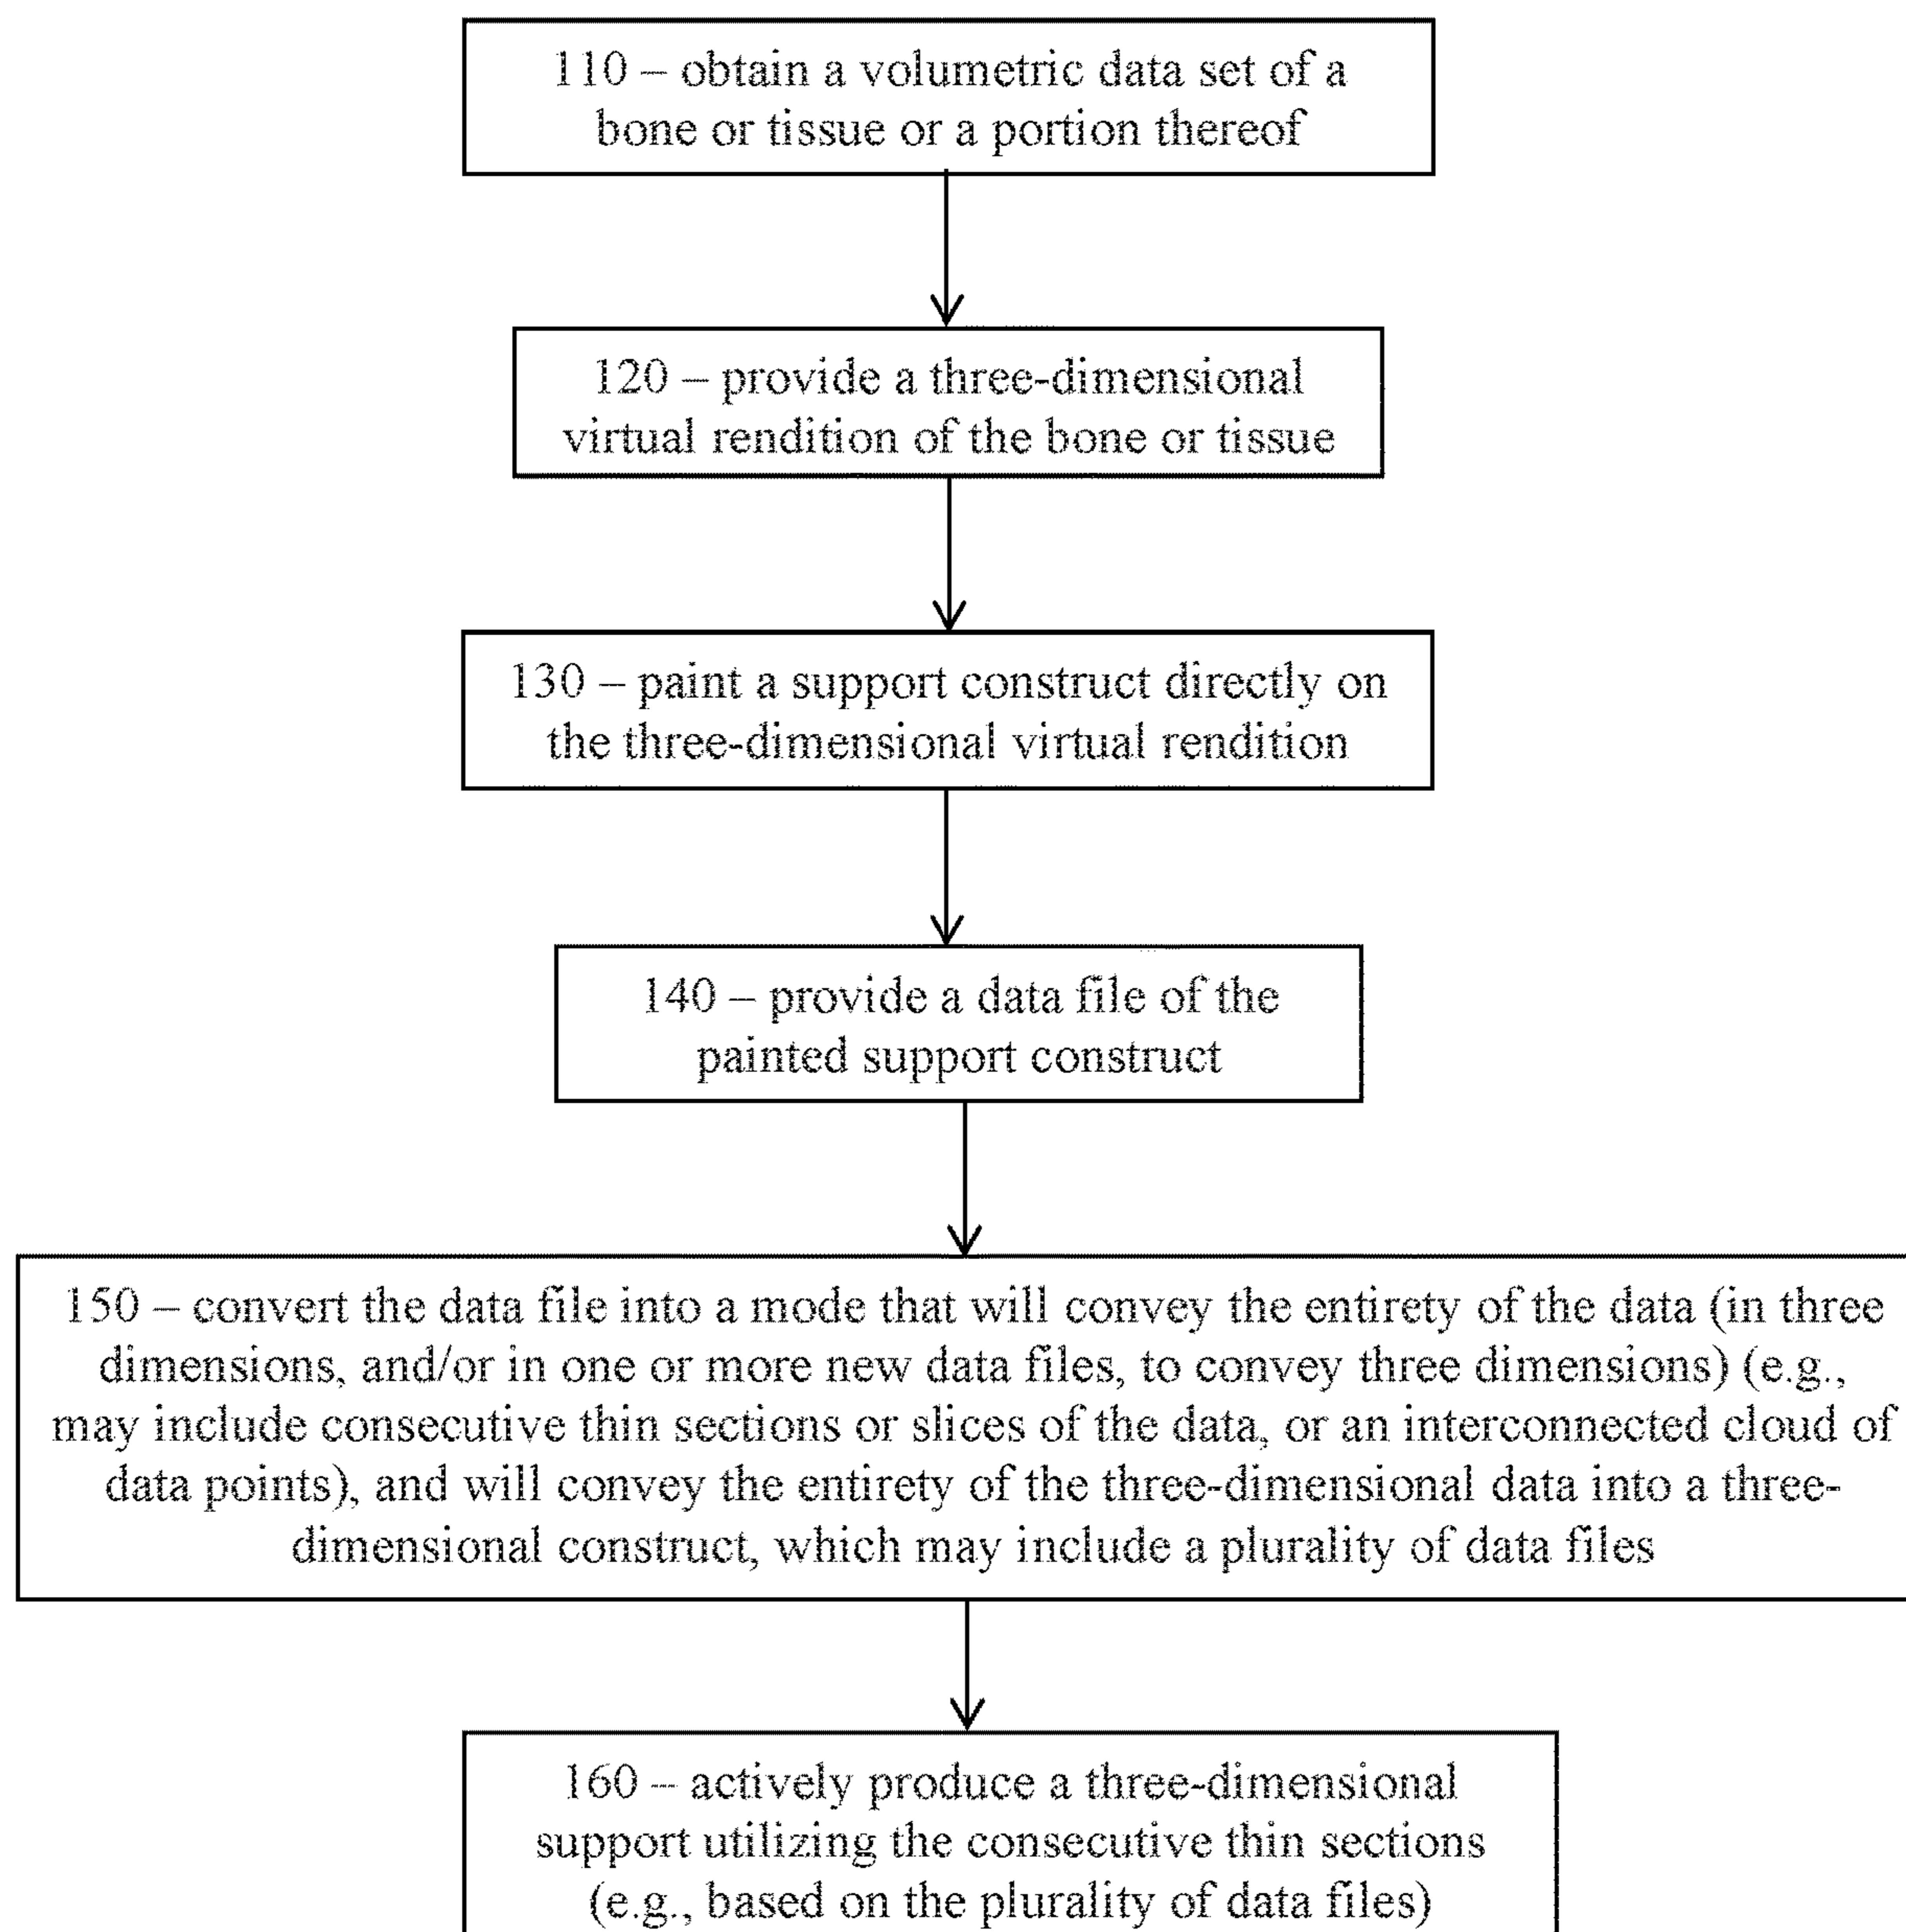 110 – obtain a volumetric data set of a
bone or tissue or a portion thereof
120 – provide a three-dimensional
virtual rendition of the bone or tissue
130 – paint a support construct directly on
the three-dimensional virtual rendition
140 – provide a data file of the
painted support construct
150 – convert the data file into a mode that will convey the entirety of the data (in three
dimensions, and/or in one or more new data files, to convey three dimensions) (e.g.,
may include consecutive thin sections or slices of the data, or an interconnected cloud of
data points), and will convey the entirety of the three-dimensional data into a three-
dimensional construct, which may include a plurality of data files
160 – actively produce a three-dimensional
support utilizing the consecutive thin sections
(e.g., based on the plurality of data files)